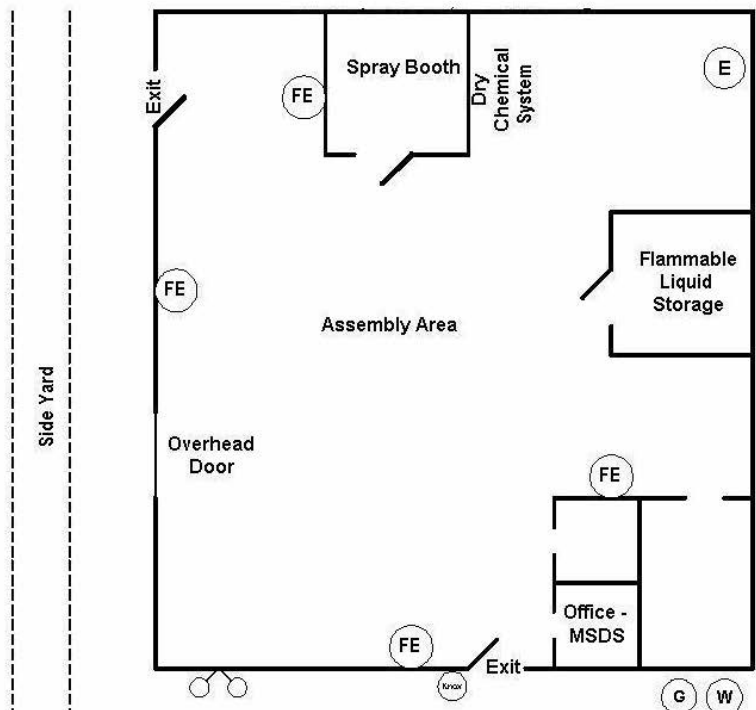 Spray Booth
Dry
Chemical
System
E
FE
Exit
Flammable
Liquid
Storage
FE
Assembly Area
Side Yard
Overhead
Door
FE
Office -
MSDS
FE
Exit
Knox
G
W